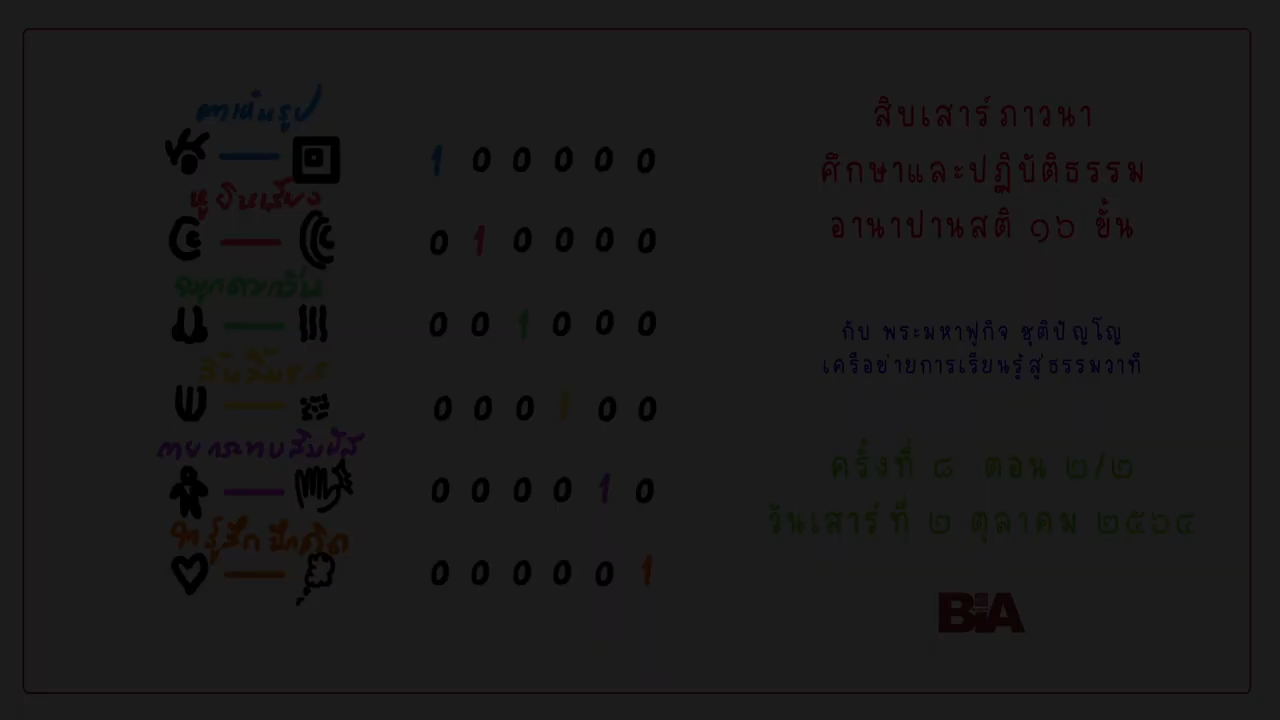 ตาเห็นรูป
1 0 0 0 0 0
หูยินเสียง
0 1 0 0 0 0
จมูกดมกลิ่น
0 0 1 0 0 0
ลิ้นลิ้มรส
0 0 0 1 0 0
กายกระทบสัมผัส
0 0 0 0 1 0
ใจรู้สึกนึกคิด
0 0 0 0 0 1
สิบเสาร์ภาวนา
ศึกษาและปฏิบัติธรรม
อานาปานสติ ๑๖ ขั้น
กับ พระมหาฟูกิจ ชุติปัญโญ
เครือข่ายการเรียนรู้สู่ธรรมวาที
ครั้งที่ ๘ ตอน ๒/๒
วันเสาร์ที่ ๒ ตุลาคม ๒๕๖๔
BIA